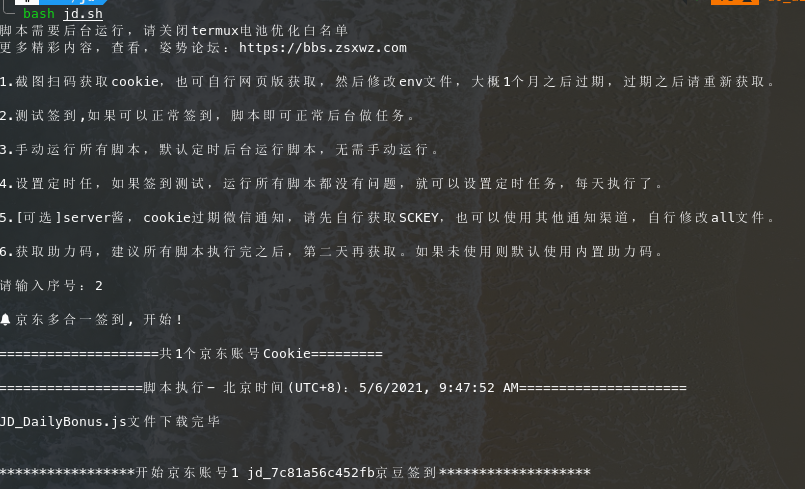 bash jd.sh
脚本需要后台运行，请关闭termux电池优化白名单
更多精彩内容，查看，姿势论坛：https://bbs.zsxwz.com
1.截图扫码获取cookie，也可自行网页版获取，然后修改env文件，大概1个月之后过期，过期之后请重新获取。
2.测试签到,如果可以正常签到，脚本即可正常后台做任务。
3.手动运行所有脚本，默认定时后台运行脚本，无需手动运行。
4.设置定时任，如果签到测试，运行所有脚本都没有问题，就可以设置定时任务，每天执行了。
5.[可选]server酱，cookie过期微信通知，请先自行获取SCKEY，也可以使用其他通知渠道，自行修改all文件。
6.获取助力码，建议所有脚本执行完之后，第二天再获取。如果未使用则默认使用内置助力码。
请输入序号：2
🔔京东多合一签到, 开始!
====================共1个京东账号Cookie=========
==================脚本执行- 北京时间(UTC+8)：5/6/2021, 9:47:52 AM=====================
JD_DailyBonus.js文件下载完毕
*****************开始京东账号1 jd_7c81a56c452fb京豆签到*******************